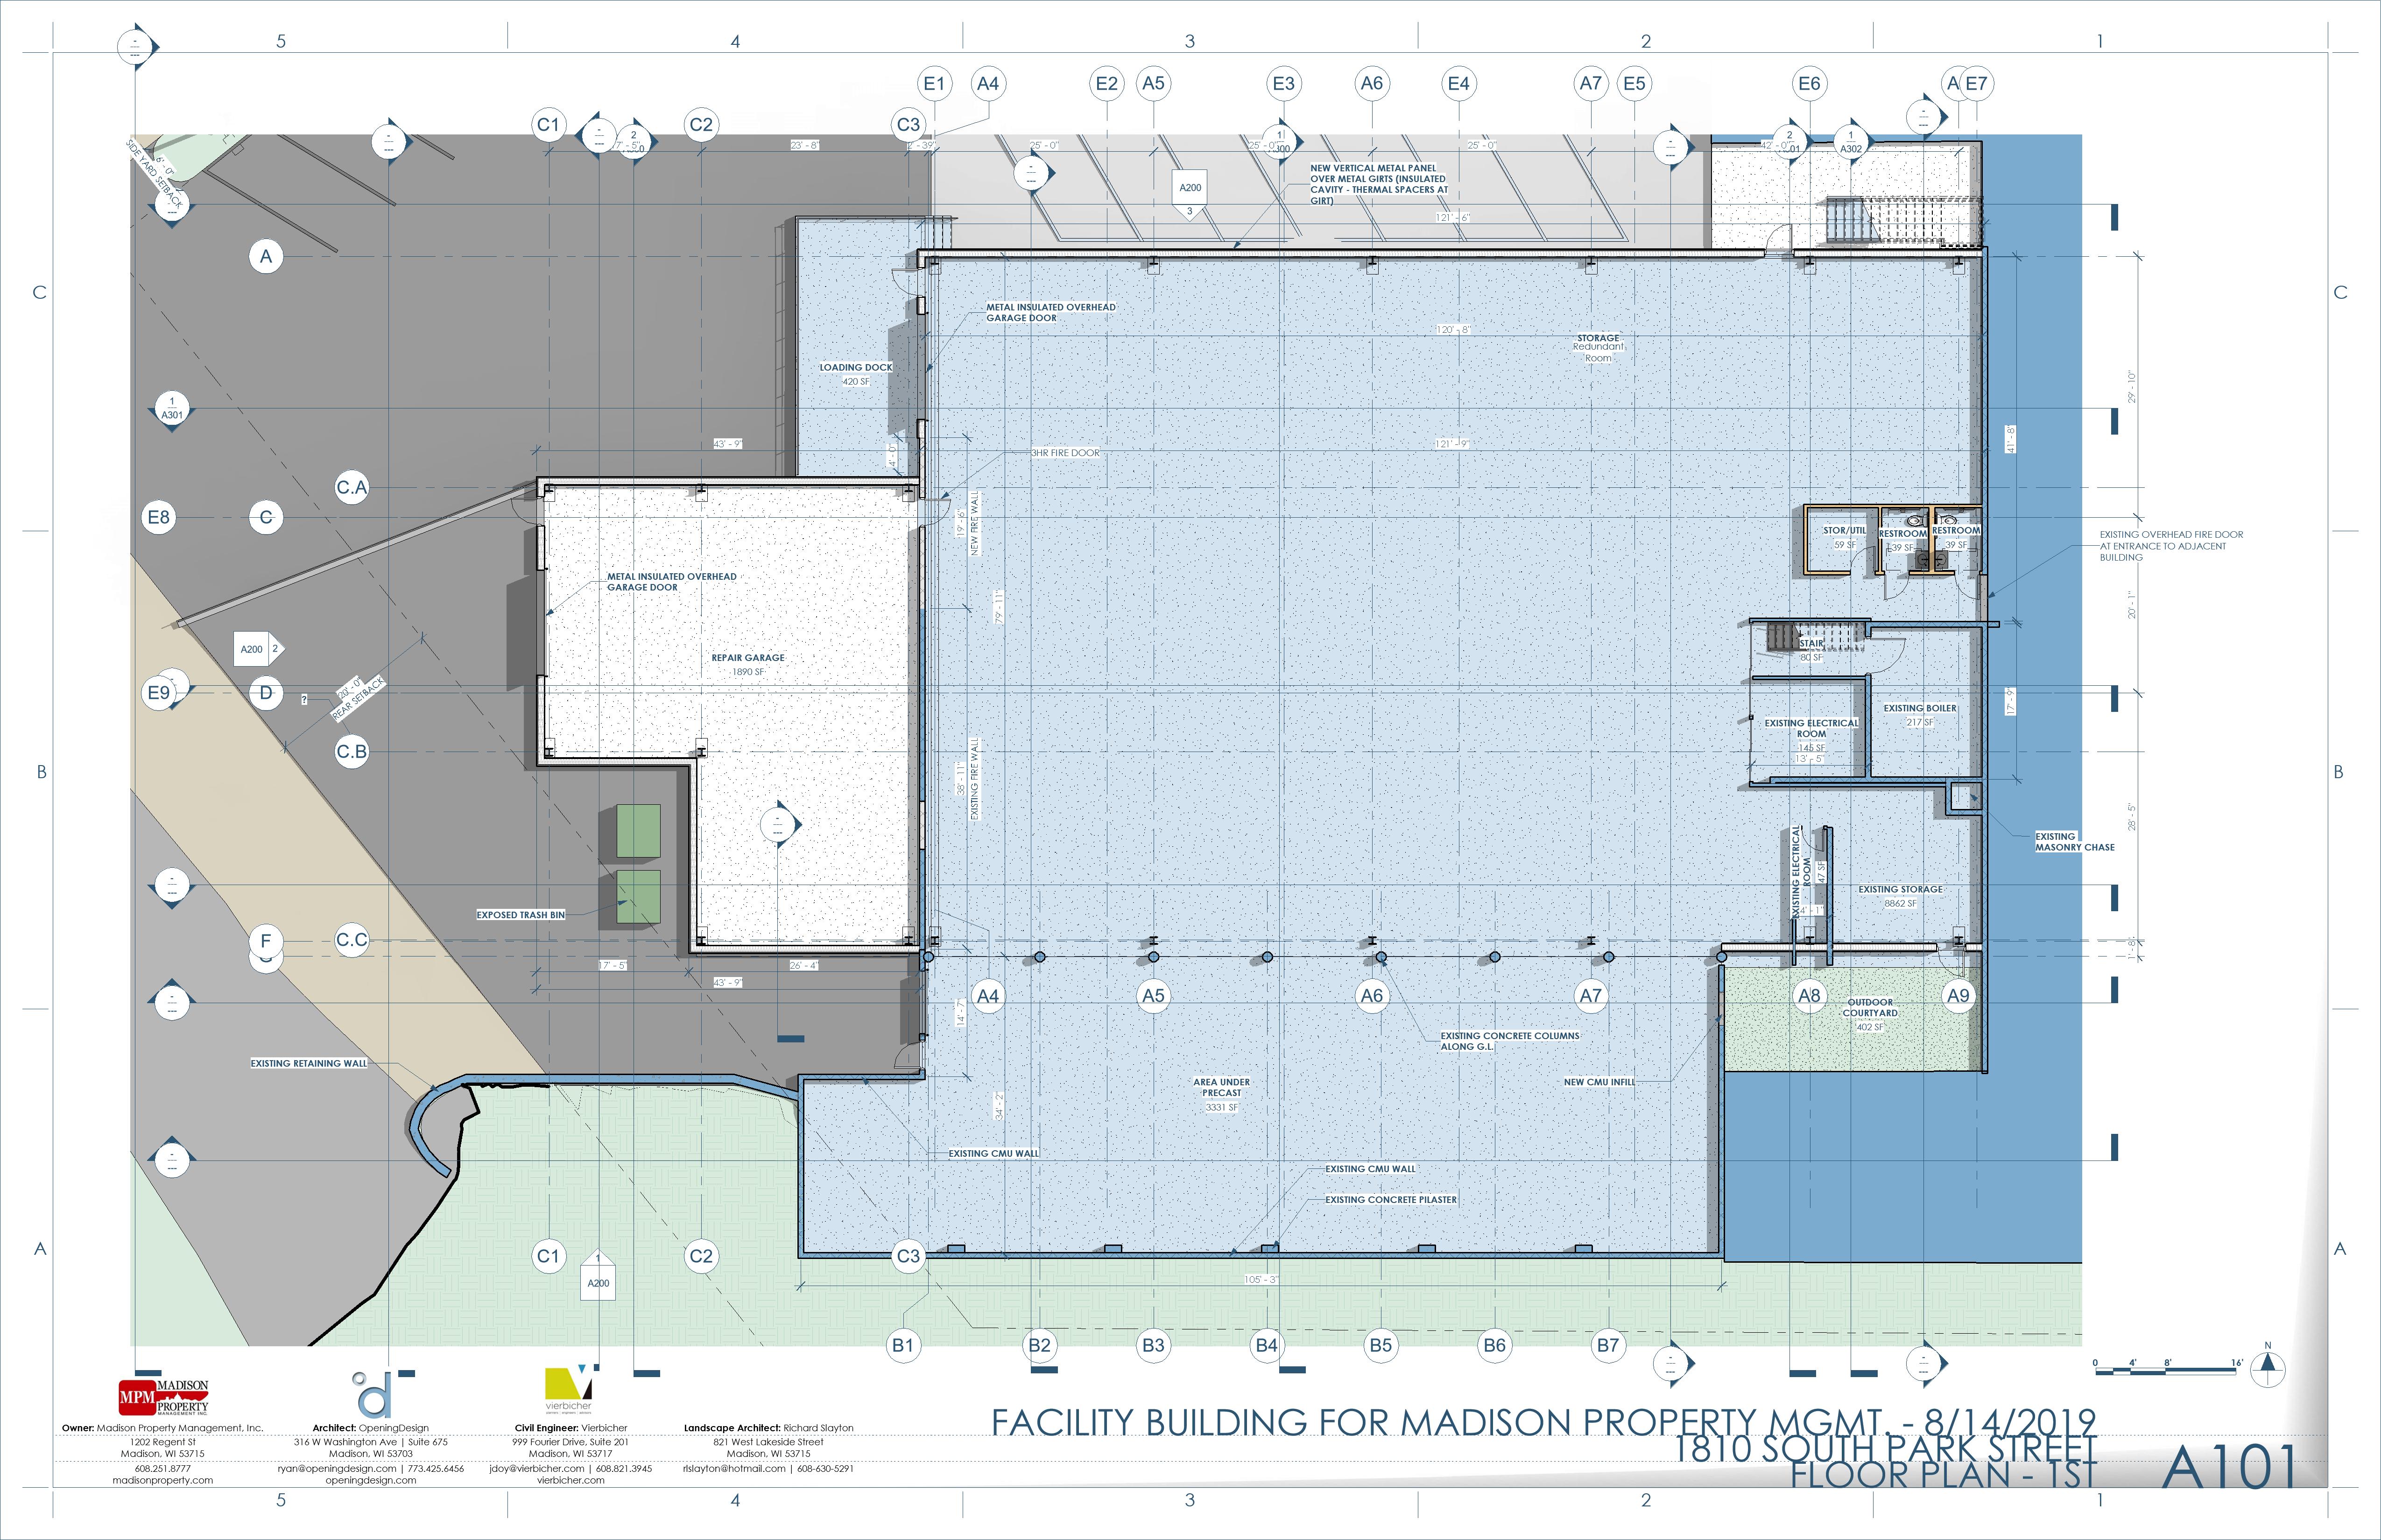 5
4
3
2
1
E1
A4
E2
A5
E3
A6
E4
A7
E5
E6
E7
C1
C2
C3
2
1
2
1
A302
7' - 5"
23' - 8"
25' - 0"
25' - 0"
25' - 0"
SIDE YARD SETBACK
6' - 0"
A200
3
NEW VERTICAL METAL PANEL
OVER METAL GIRTS (INSULATED
CAVITY - THERMAL SPACERS AT
GIRT)
121' - 6"
A
C
C
METAL INSULATED OVERHEAD
GARAGE DOOR
120' - 8"
STORAGE
Redundant
Room
LOADING DOCK
420 SF
29' - 10"
1
A301
43' - 9"
4' - 0"
121' - 9"
41' - 8"
3HR FIRE DOOR
C.A
E8
C
19' - 6"
NEW FIRE WALL
STOR/UTIL
59 SF
RESTROOM
39 SF
RESTROOM
39 SF
EXISTING OVERHEAD FIRE DOOR
AT ENTRANCE TO ADJACENT
BUILDING
METAL INSULATED OVERHEAD
GARAGE DOOR
79' - 11"
20' - 1"
A200
2
REPAIR GARAGE
1890 SF
STAIR
80 SF
E9
D
?
20' - 0"
REAR SETBACK
17' - 9"
EXISTING BOILER
217 SF
EXISTING ELECTRICAL
ROOM
145 SF
13' - 5"
C.B
B
B
38' - 11"
EXISTING FIRE WALL
28' - 5"
EXISTING
MASONRY CHASE
EXISTING ELECTRICAL
ROOM
47 SF
4' - 1"
EXISTING STORAGE
8862 SF
EXPOSED TRASH BIN
F
C.C
17' - 5"
26' - 4"
43' - 9"
1' - 8"
A4
A5
A6
A7
A8
A9
14' - 7"
OUTDOOR
COURTYARD
402 SF
EXISTING CONCRETE COLUMNS
ALONG G.L.
EXISTING RETAINING WALL
AREA UNDER
PRECAST
3331 SF
NEW CMU INFILL
34' - 2"
EXISTING CMU WALL
EXISTING CMU WALL
EXISTING CONCRETE PILASTER
A
A
C1
C2
C3
1
A200
105' - 3"
B1
B2
B3
B4
B5
B6
B7
0
4'
8'
16'
N
MPM
MADISON
PROPERTY
MANAGEMENT INC.
d
vierbicher
planners | engineers | advisors
Owner: Madison Property Management, Inc.
1202 Regent St
Madison, WI 53715
608.251.8777
madisonproperty.com
Architect: OpeningDesign
316 W Washington Ave | Suite 675
Madison, WI 53703
ryan@openingdesign.com | 773.425.6456
openingdesign.com
Civil Engineer: Vierbicher
999 Fourier Drive, Suite 201
Madison, WI 53717
jdoy@vierbicher.com | 608.821.3945
vierbicher.com
Landscape Architect: Richard Slayton
821 West Lakeside Street
Madison, WI 53715
rlslayton@hotmail.com | 608-630-5291
FACILITY BUILDING FOR MADISON PROPERTY MGMT. - 8/14/2019
1810 SOUTH PARK STREET
FLOOR PLAN - 1ST
A101
5
4
3
2
1